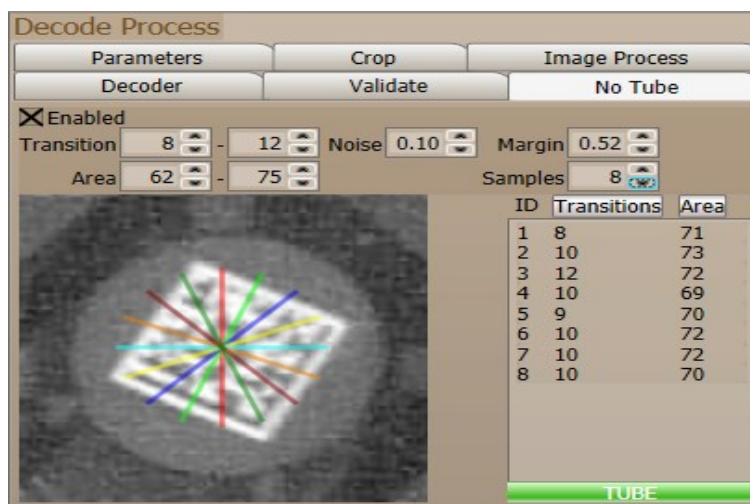 Decode Process
Parameters Crop Image Process
Decoder Validate No Tube
Enabled
Transition 8 - 12 Noise 0.10 Margin 0.52
Area 62 - 75 Samples 8
ID Transitions Area
1 8 71
2 10 73
3 12 72
4 10 69
5 9 70
6 10 72
7 10 72
8 10 70
TUBE